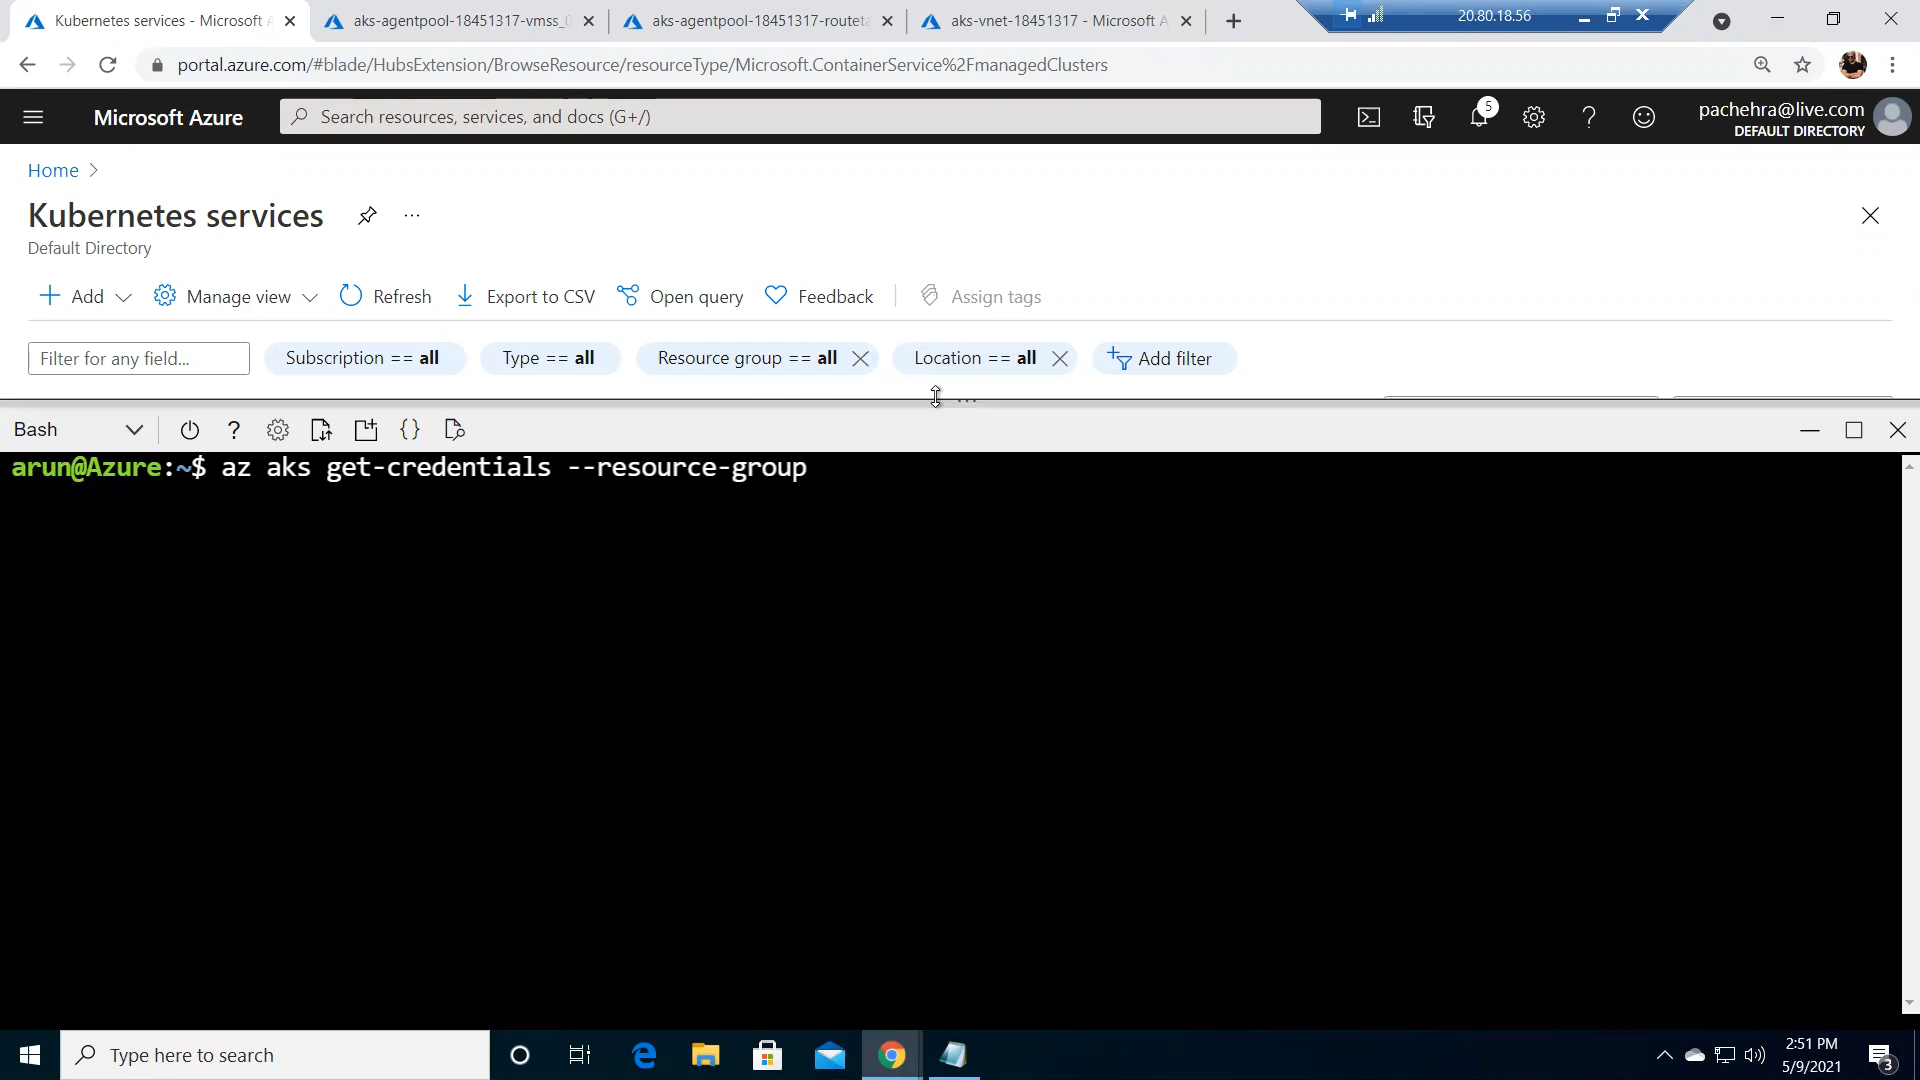 Kubernetes services - Microsoft A
aks-agentpool-18451317-vmss_0
aks-agentpool-18451317-routeta
aks-vnet-18451317 - Microsoft A
20.80.18.56
portal.azure.com/#blade/HubsExtension/BrowseResource/resourceType/Microsoft.ContainerService%2FmanagedClusters
Microsoft Azure
Search resources, services, and docs (G+/)
5
pachehra@live.com
DEFAULT DIRECTORY
Home
Kubernetes services
Default Directory
Add
Manage view
Refresh
Export to CSV
Open query
Feedback
Assign tags
Filter for any field...
Subscription == all
Type == all
Resource group == all
Location == all
Add filter
Bash
arun@Azure:~$ az aks get-credentials --resource-group
Type here to search
2:51 PM
5/9/2021
3